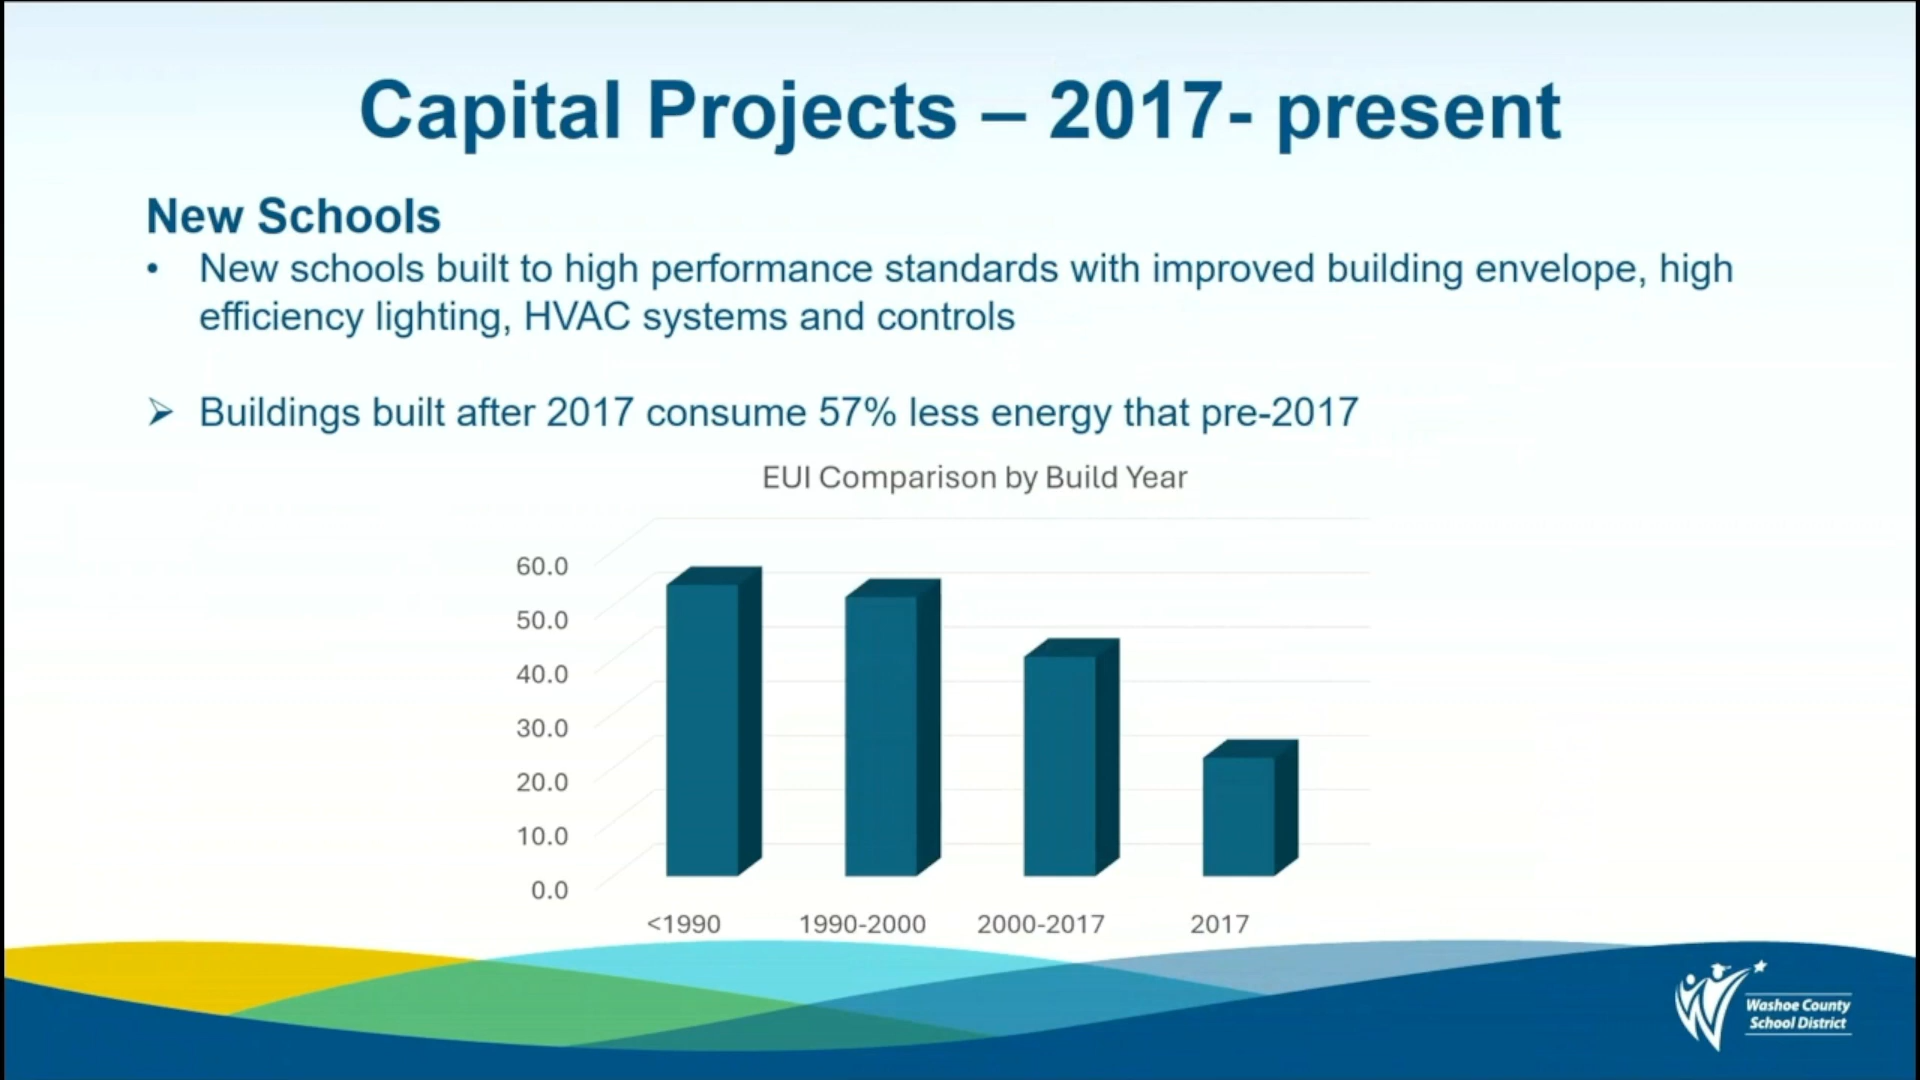 Capital Projects – 2017- present
New Schools
• New schools built to high performance standards with improved building envelope, high
efficiency lighting, HVAC systems and controls
➢ Buildings built after 2017 consume 57% less energy that pre-2017
EUI Comparison by Build Year
60.0
50.0
40.0
30.0
20.0
10.0
0.0
<1990 1990-2000 2000-2017 2017
Washoe County
School District